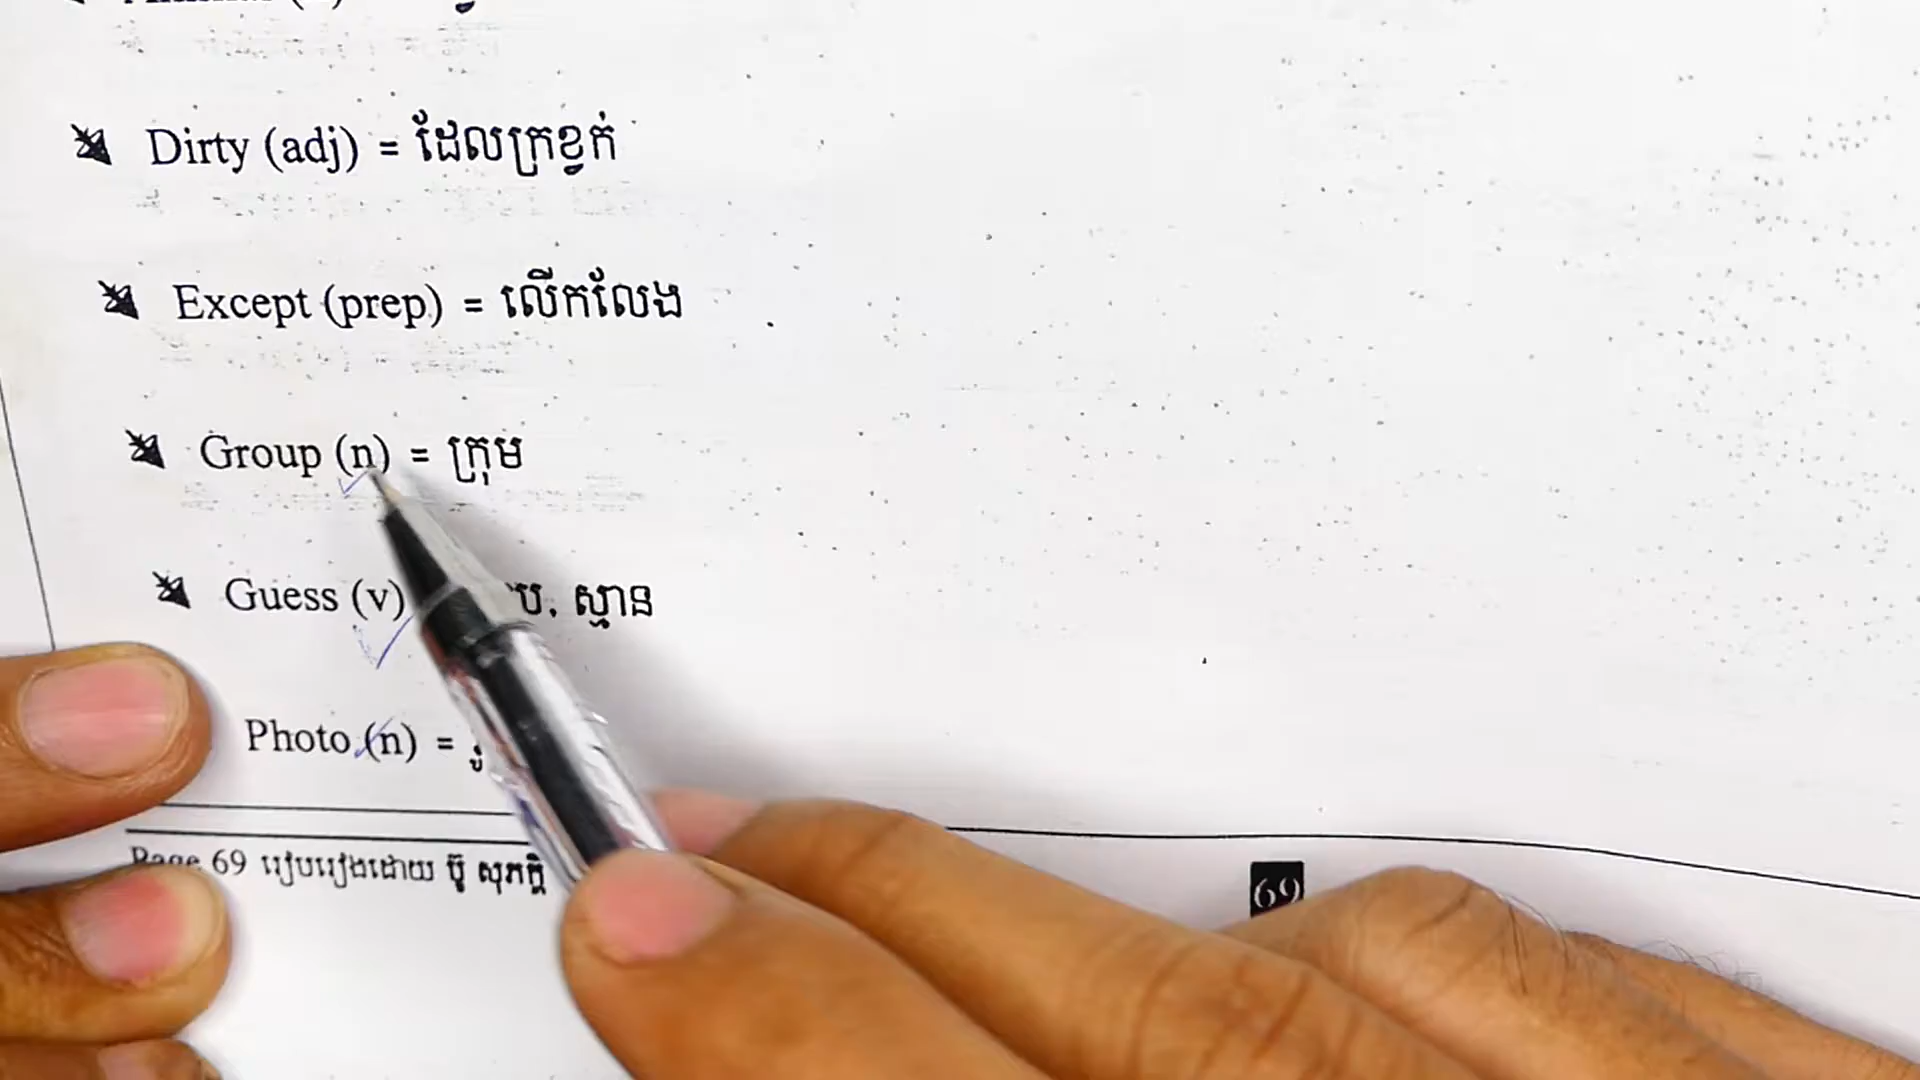 Dirty (adj) = ដែលក្រខ្វក់
Except (prep) = លើកលែង
Group (n) = ក្រុម
Guess (v) ស្មាន
Photo (n) =
Page 69 រៀបរៀងដោយ ប៊ូ សុភក្តី
69